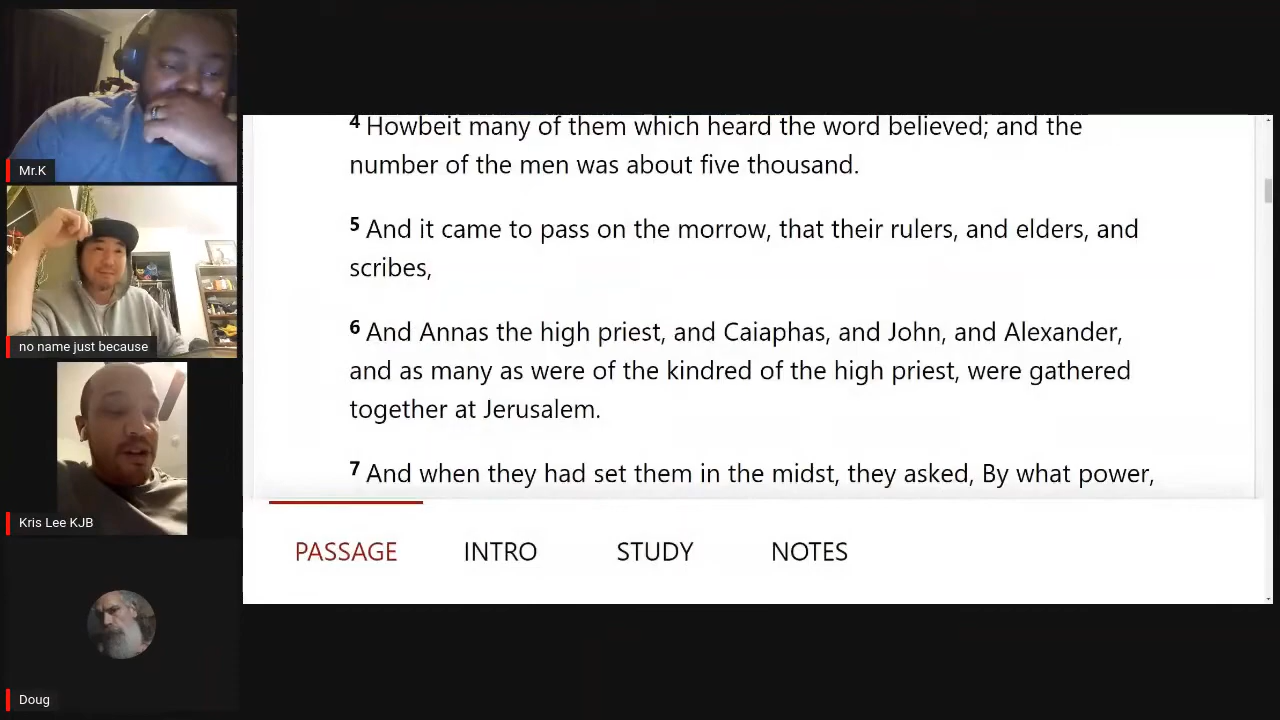 Mr.K
no name just because
Kris Lee KJB
Doug
4 Howbeit many of them which heard the word believed; and the
number of the men was about five thousand.
5 And it came to pass on the morrow, that their rulers, and elders, and
scribes,
6 And Annas the high priest, and Caiaphas, and John, and Alexander,
and as many as were of the kindred of the high priest, were gathered
together at Jerusalem.
7 And when they had set them in the midst, they asked, By what power,
PASSAGE INTRO STUDY NOTES